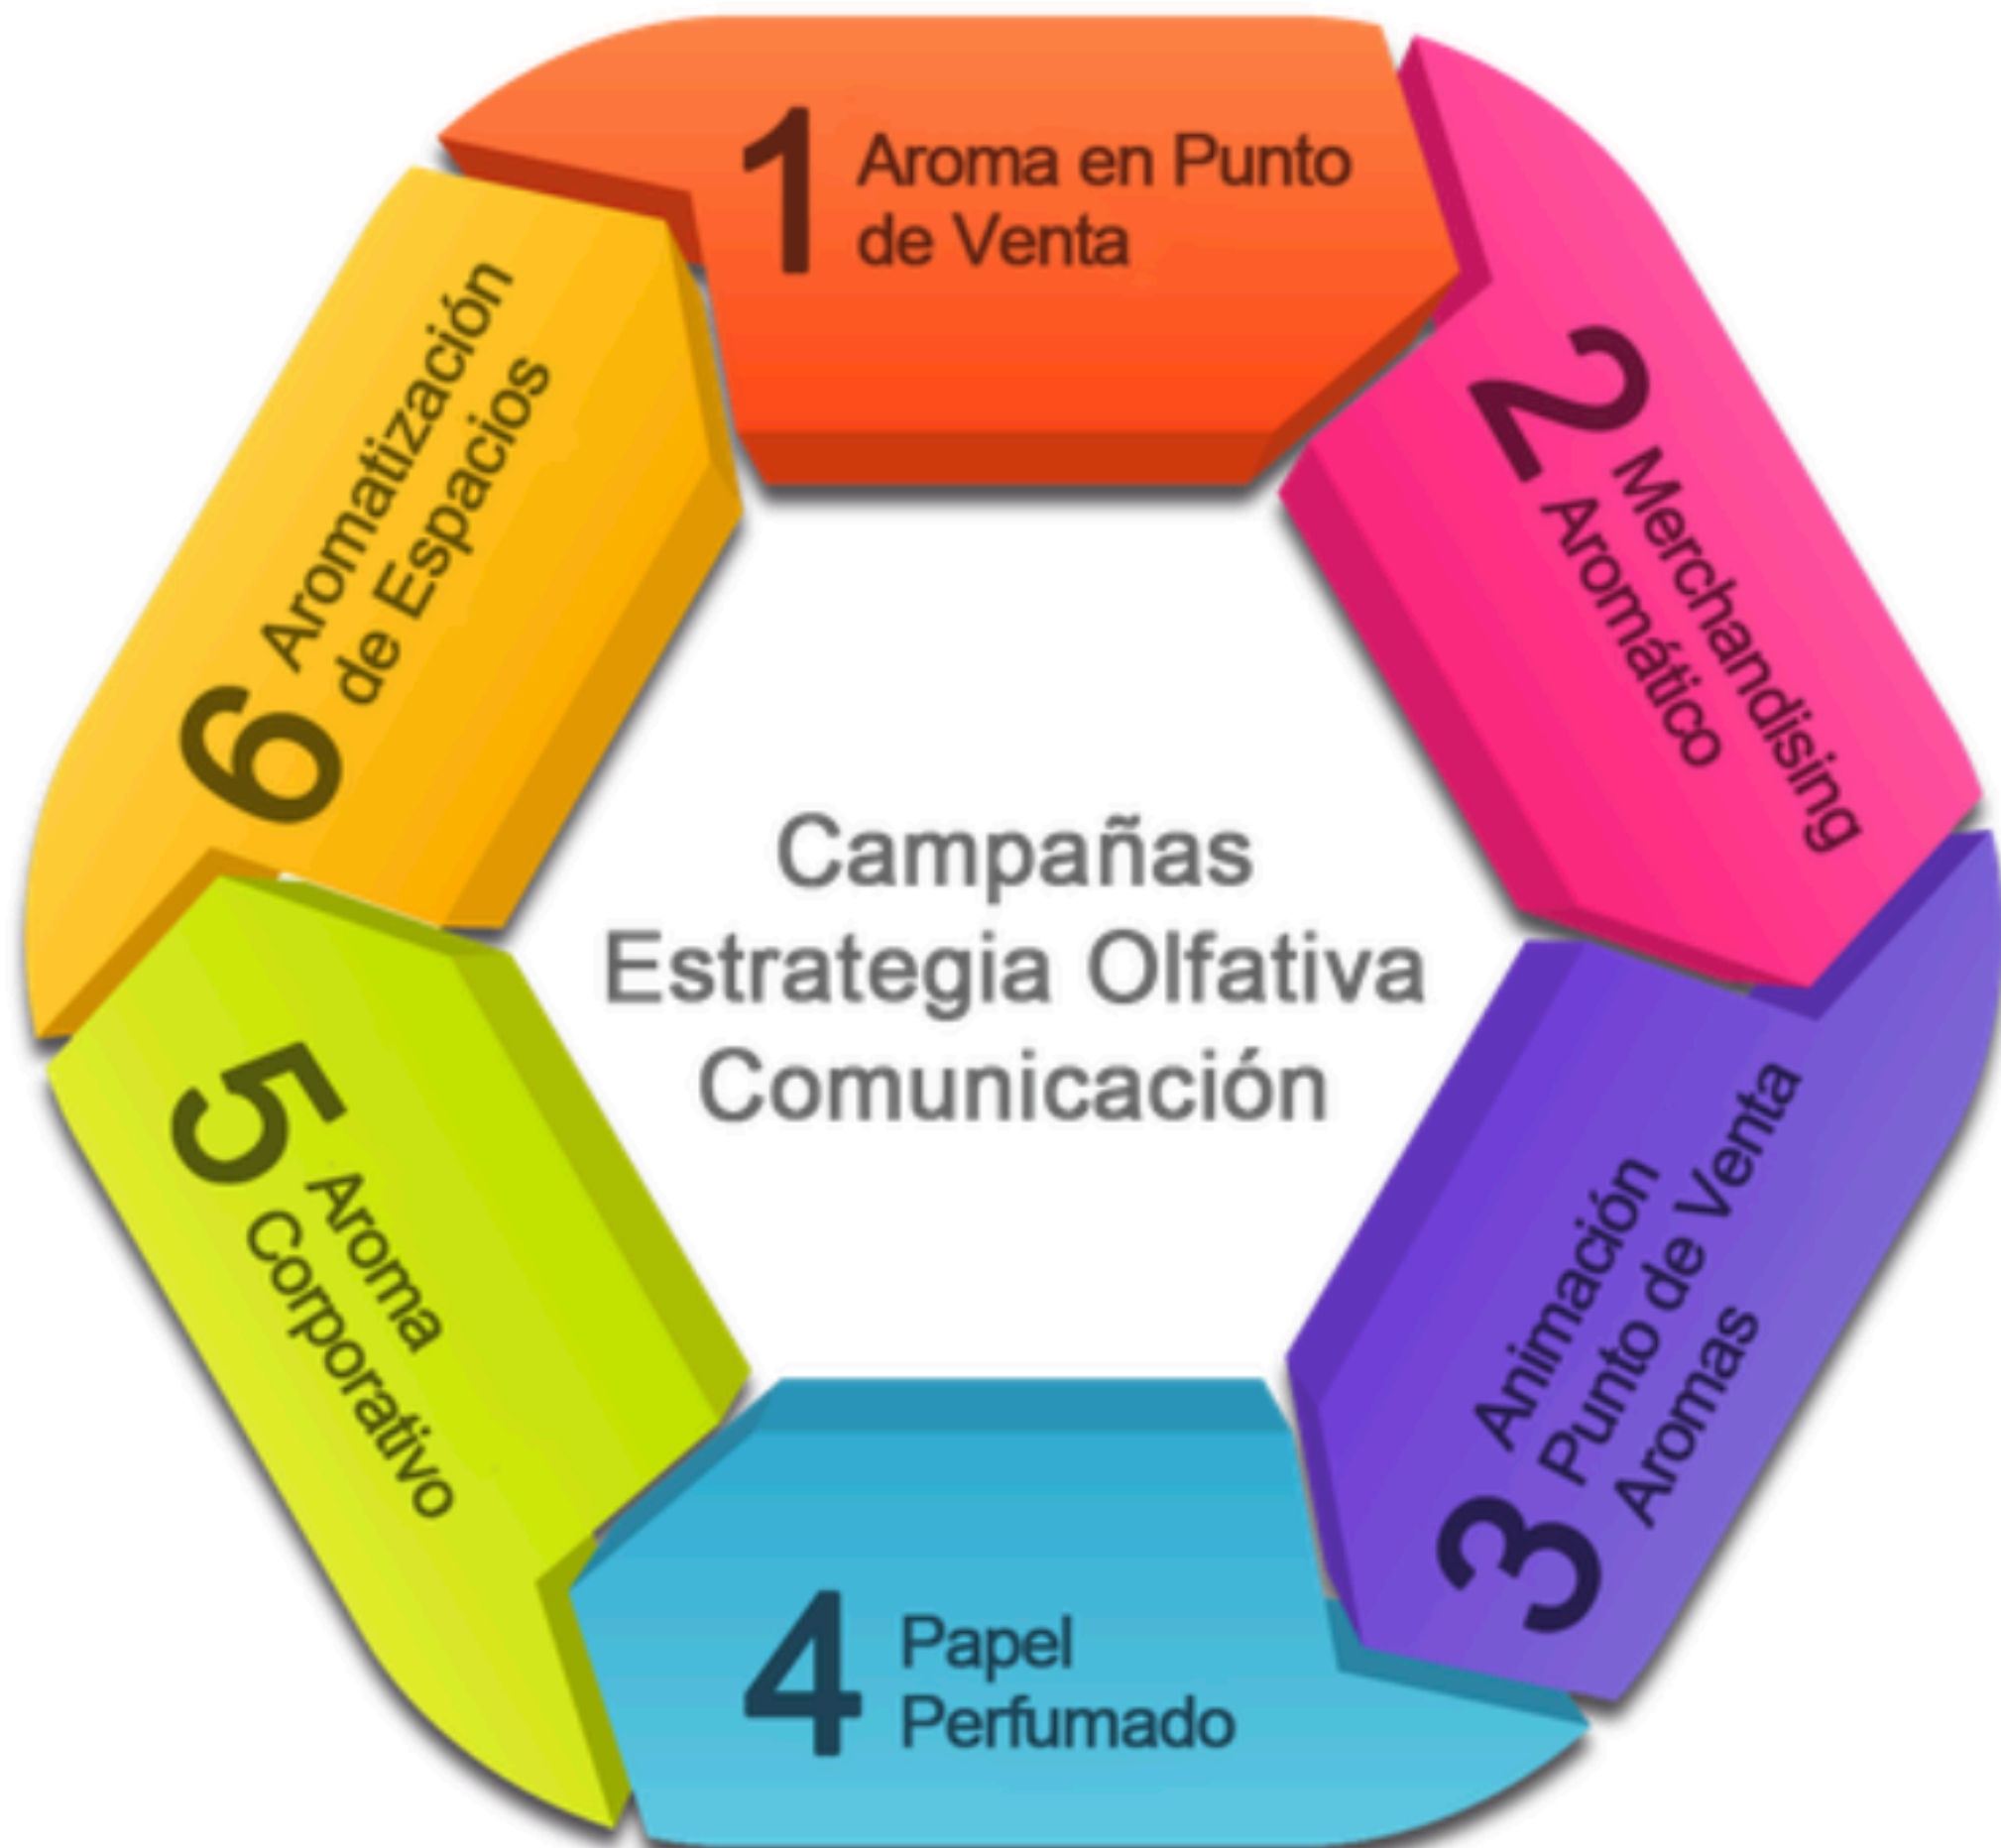 1 Aroma en Punto
de Venta
2 Merchandising
Aromático
3 Animación
Punto de Venta
Aromas
4 Papel
Perfumado
5 Aroma
Corporativo
6 Aromatización
de Espacios
Campañas
Estrategia Olfativa
Comunicación